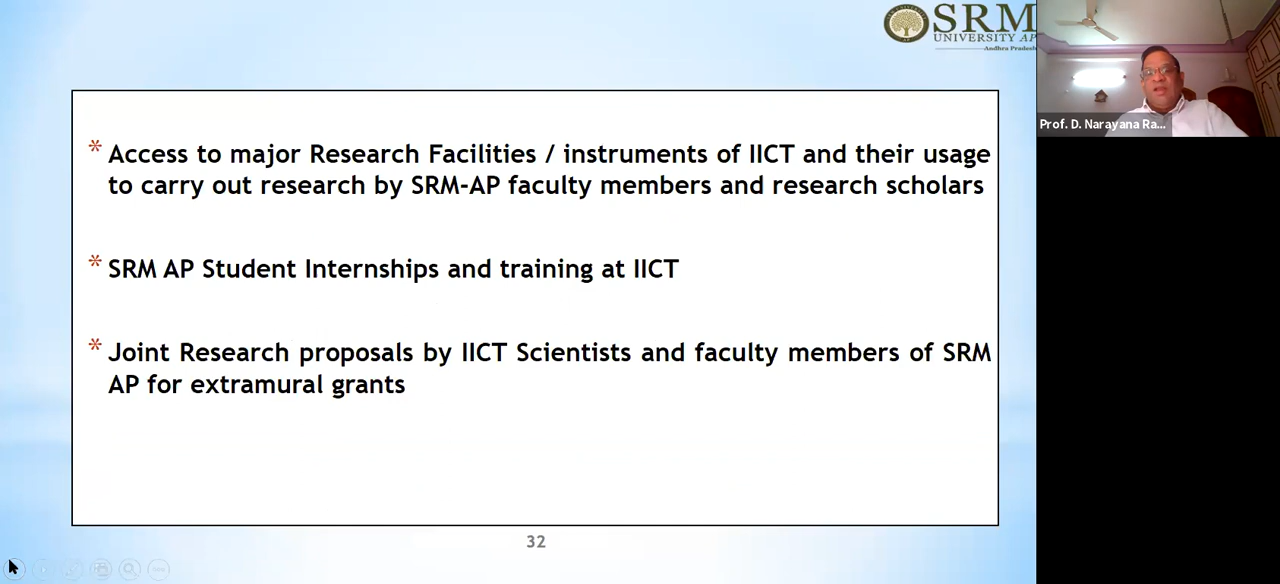 SRM
UNIVERSITY AP
Andhra Pradesh
Prof. D. Narayana Ra...
* Access to major Research Facilities / instruments of IICT and their usage
to carry out research by SRM-AP faculty members and research scholars
* SRM AP Student Internships and training at IICT
* Joint Research proposals by IICT Scientists and faculty members of SRM
AP for extramural grants
32